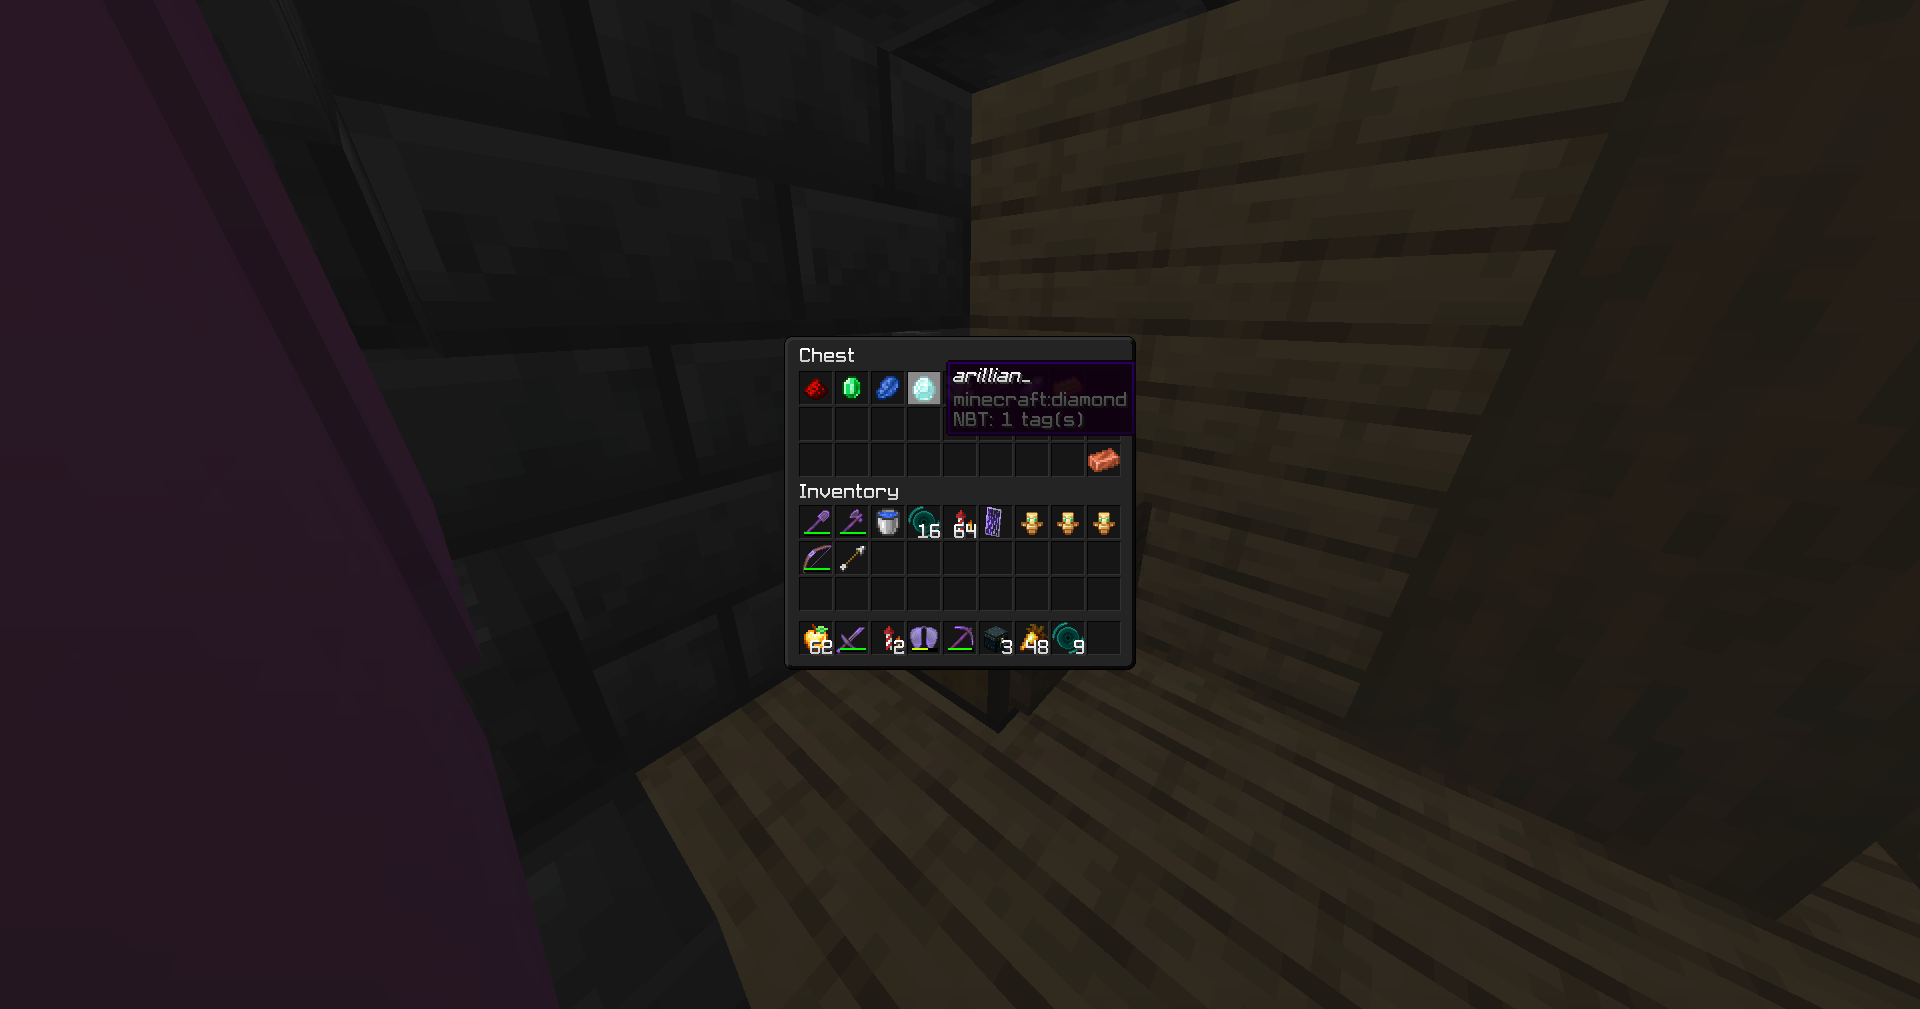 Chest
arillian_
minecraft:diamond
NBT: 1 tag(s)
Inventory
16
64
62
2
3
48
9